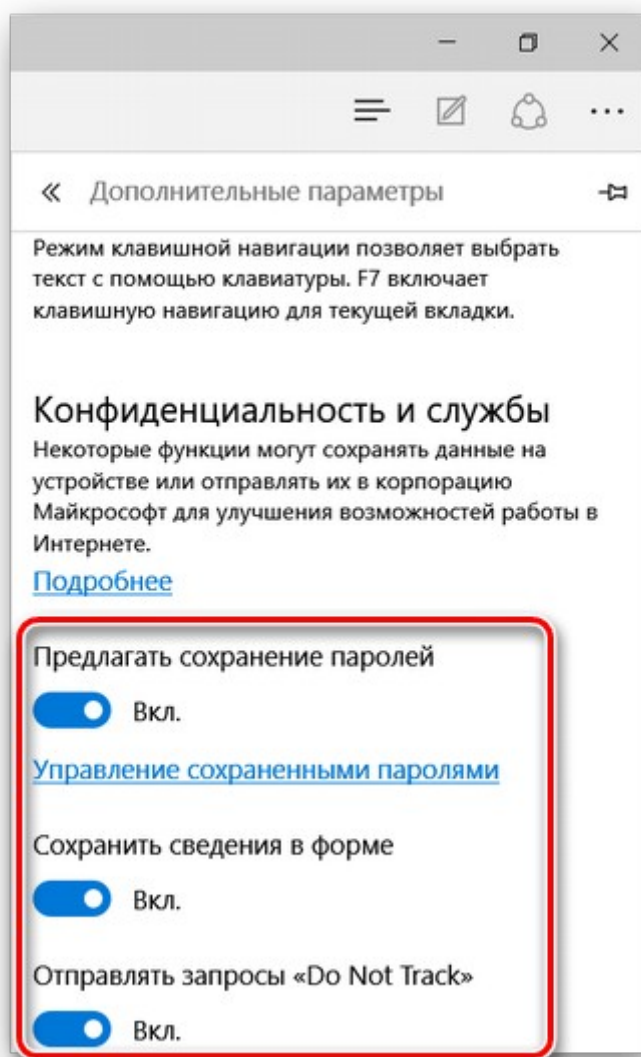 Дополнительные параметры
Режим клавишной навигации позволяет выбрать
текст с помощью клавиатуры. F7 включает
клавишную навигацию для текущей вкладки.
Конфиденциальность и службы
Некоторые функции могут сохранять данные на
устройстве или отправлять их в корпорацию
Майкрософт для улучшения возможностей работы в
Интернете.
Подробнее
Предлагать сохранение паролей
Вкл.
Управление сохраненными паролями
Сохранить сведения в форме
Вкл.
Отправлять запросы «Do Not Track»
Вкл.